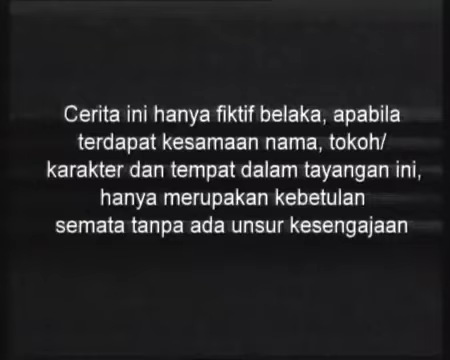 Cerita ini hanya fiktif belaka, apabila
terdapat kesamaan nama, tokoh/
karakter dan tempat dalam tayangan ini,
hanya merupakan kebetulan
semata tanpa ada unsur kesengajaan